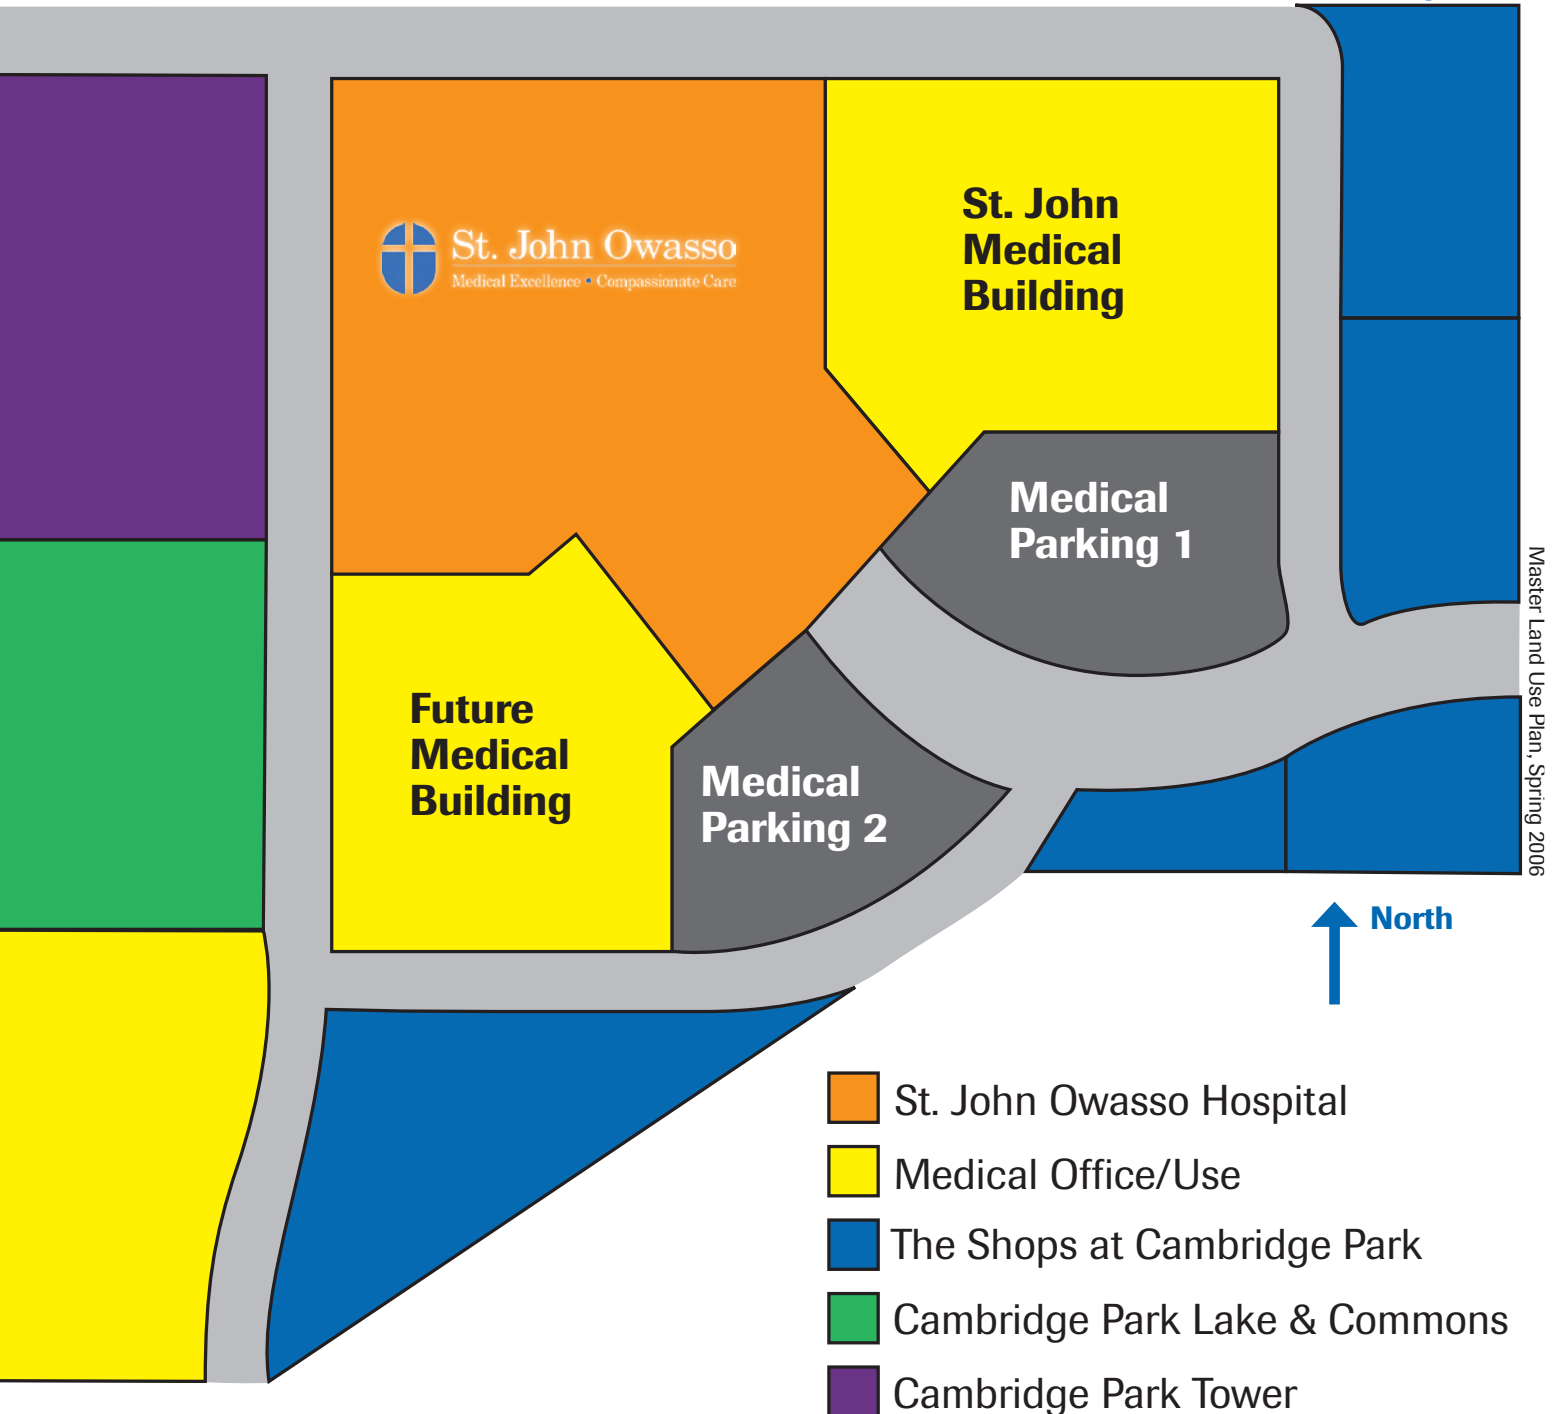 St. John Owasso
Medical Excellence • Compassionate Care
St. John
Medical
Building
Medical
Parking 1
Future
Medical
Building
Medical
Parking 2
Master Land Use Plan, Spring 2006
North
St. John Owasso Hospital
Medical Office/Use
The Shops at Cambridge Park
Cambridge Park Lake & Commons
Cambridge Park Tower